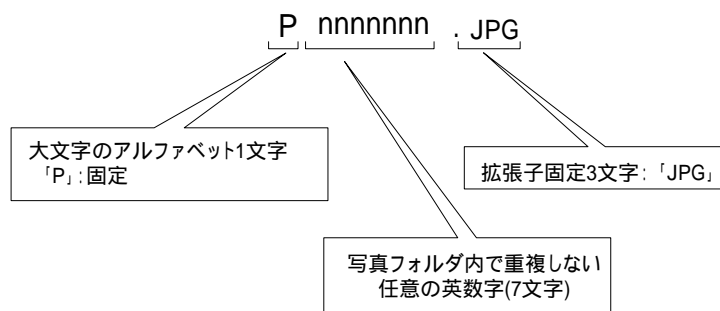 P nnnnnnn . JPG
大文字のアルファベット1文字
「P」:固定
拡張子固定3文字:「JPG」
写真フォルダ内で重複しない
任意の英数字(7文字)